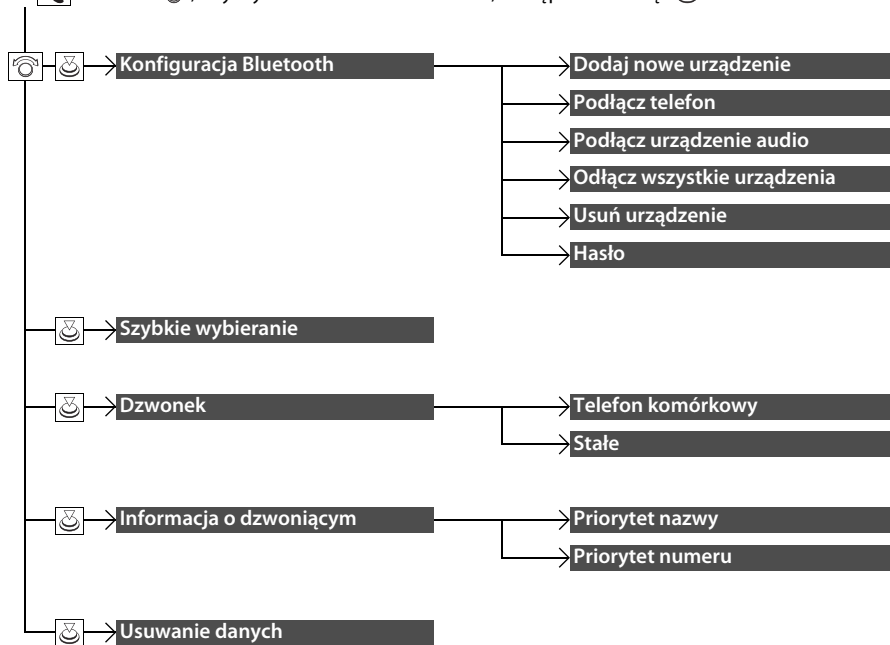 Konfiguracja Bluetooth
Dodaj nowe urządzenie
Podłącz telefon
Podłącz urządzenie audio
Odłącz wszystkie urządzenia
Usuń urządzenie
Hasło
Szybkie wybieranie
Dzwonek
Telefon komórkowy
Stałe
Informacja o dzwoniącym
Priorytet nazwy
Priorytet numeru
Usuwanie danych